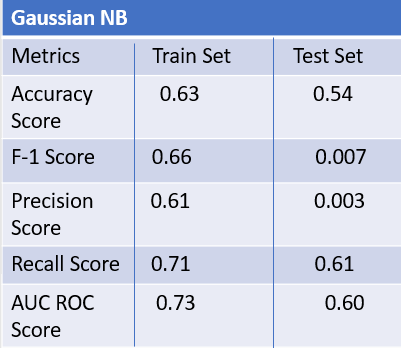 Gaussian NB
Metrics Train Set Test Set
Accuracy 0.63 0.54
Score
F-1 Score 0.66 0.007
Precision 0.61 0.003
Score
Recall Score 0.71 0.61
AUC ROC 0.73 0.60
Score